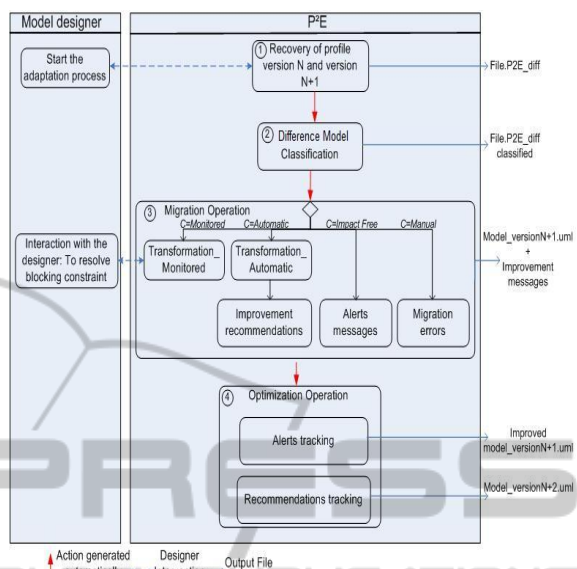 Model designer
P²E
Start the
adaptation process
1
Recovery of profile
version N and version
N+1
File.P2E_diff
2
Difference Model
Classification
File.P2E_diff
classified
3
Migration Operation
C=Monitored
C=Automatic
C=Impact Free
C=Manual
Interaction with the
designer: To resolve
blocking constraint
Transformation_
Monitored
Transformation_
Automatic
Improvement
recommendations
Alerts
messages
Migration
errors
Model_versionN+1.uml
+
Improvement
messages
4
Optimization Operation
Alerts tracking
Recommendations tracking
Improved
model_versionN+1.uml
Model_versionN+2.uml
PRESS
Action generated
Designer
Output File